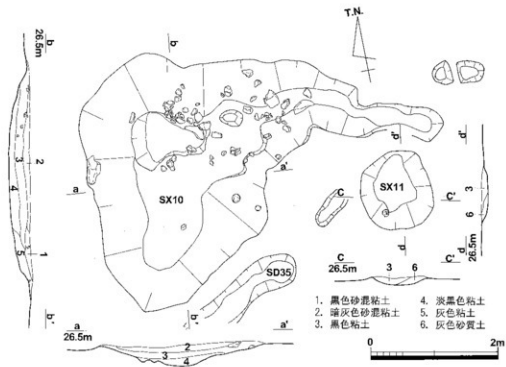 T.N.
b
26.5m
b
3
2
4
1
5
a
a'
SX10
SX11
SD35
d'
d'
C
C'
3
6
d
d
C'
26.5m
C
C'
26.5m
3
6
b'
b'
a
a'
26.5m
2
3
4
1. 黒色砂混粘土
2. 暗灰色砂混粘土
3. 黒色粘土
4. 淡黒色粘土
5. 灰色粘土
6. 灰色砂質土
0
2m